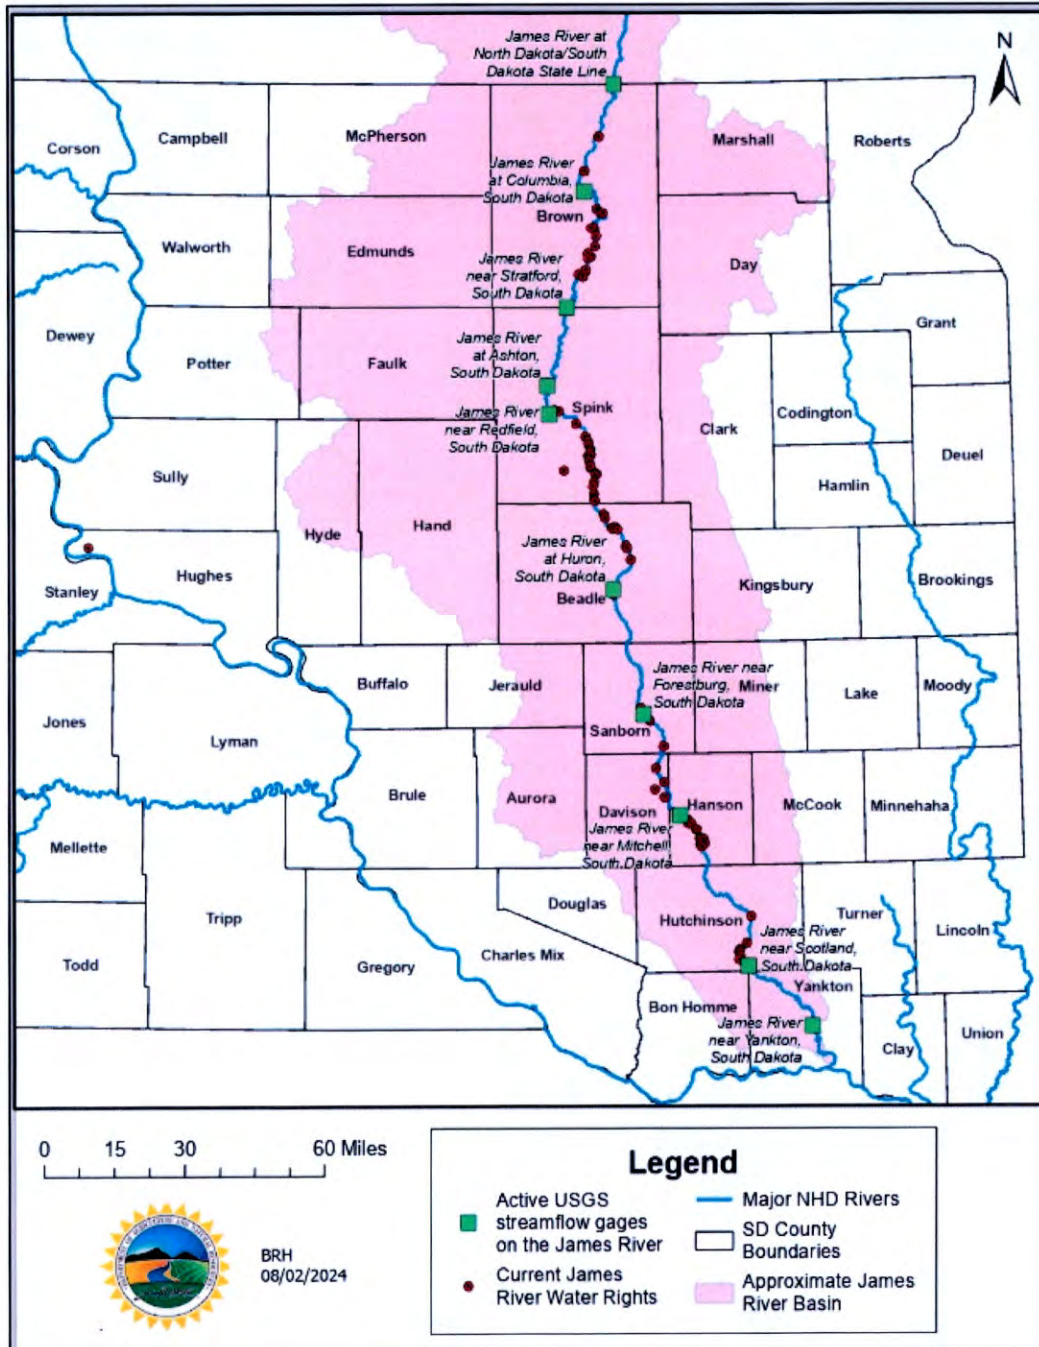 James River at
North Dakota/South
Dakota State Line
N
Corson
Campbell
McPherson
Marshall
Roberts
James River
at Columbia,
South Dakota
Brown
Walworth
Edmunds
Day
James River
near Stratford,
South Dakota
Grant
Dewey
Potter
Faulk
James River
at Ashton,
South Dakota
Spink
James River
near Redfield,
South Dakota
Clark
Codington
Deuel
Sully
Hamlin
Hyde
Hand
James River
at Huron,
South Dakota
Beadle
Stanley
Hughes
Kingsbury
Brookings
Buffalo
Jerauld
James River near
Forestburg,
South Dakota
Miner
Lake
Moody
Jones
Lyman
Sanborn
Brule
Aurora
Davison
Hanson
McCook
Minnehaha
James River
near Mitchell,
South Dakota
Mellette
Tripp
Douglas
Hutchinson
Turner
Lincoln
James River
near Scotland,
South Dakota
Todd
Gregory
Charles Mix
Yankton
Bon Homme
James River
near Yankton,
South Dakota
Clay
Union
0 15 30 60 Miles
BRH
08/02/2024
Legend
Active USGS
streamflow gages
on the James River
Current James
River Water Rights
Major NHD Rivers
SD County
Boundaries
Approximate James
River Basin